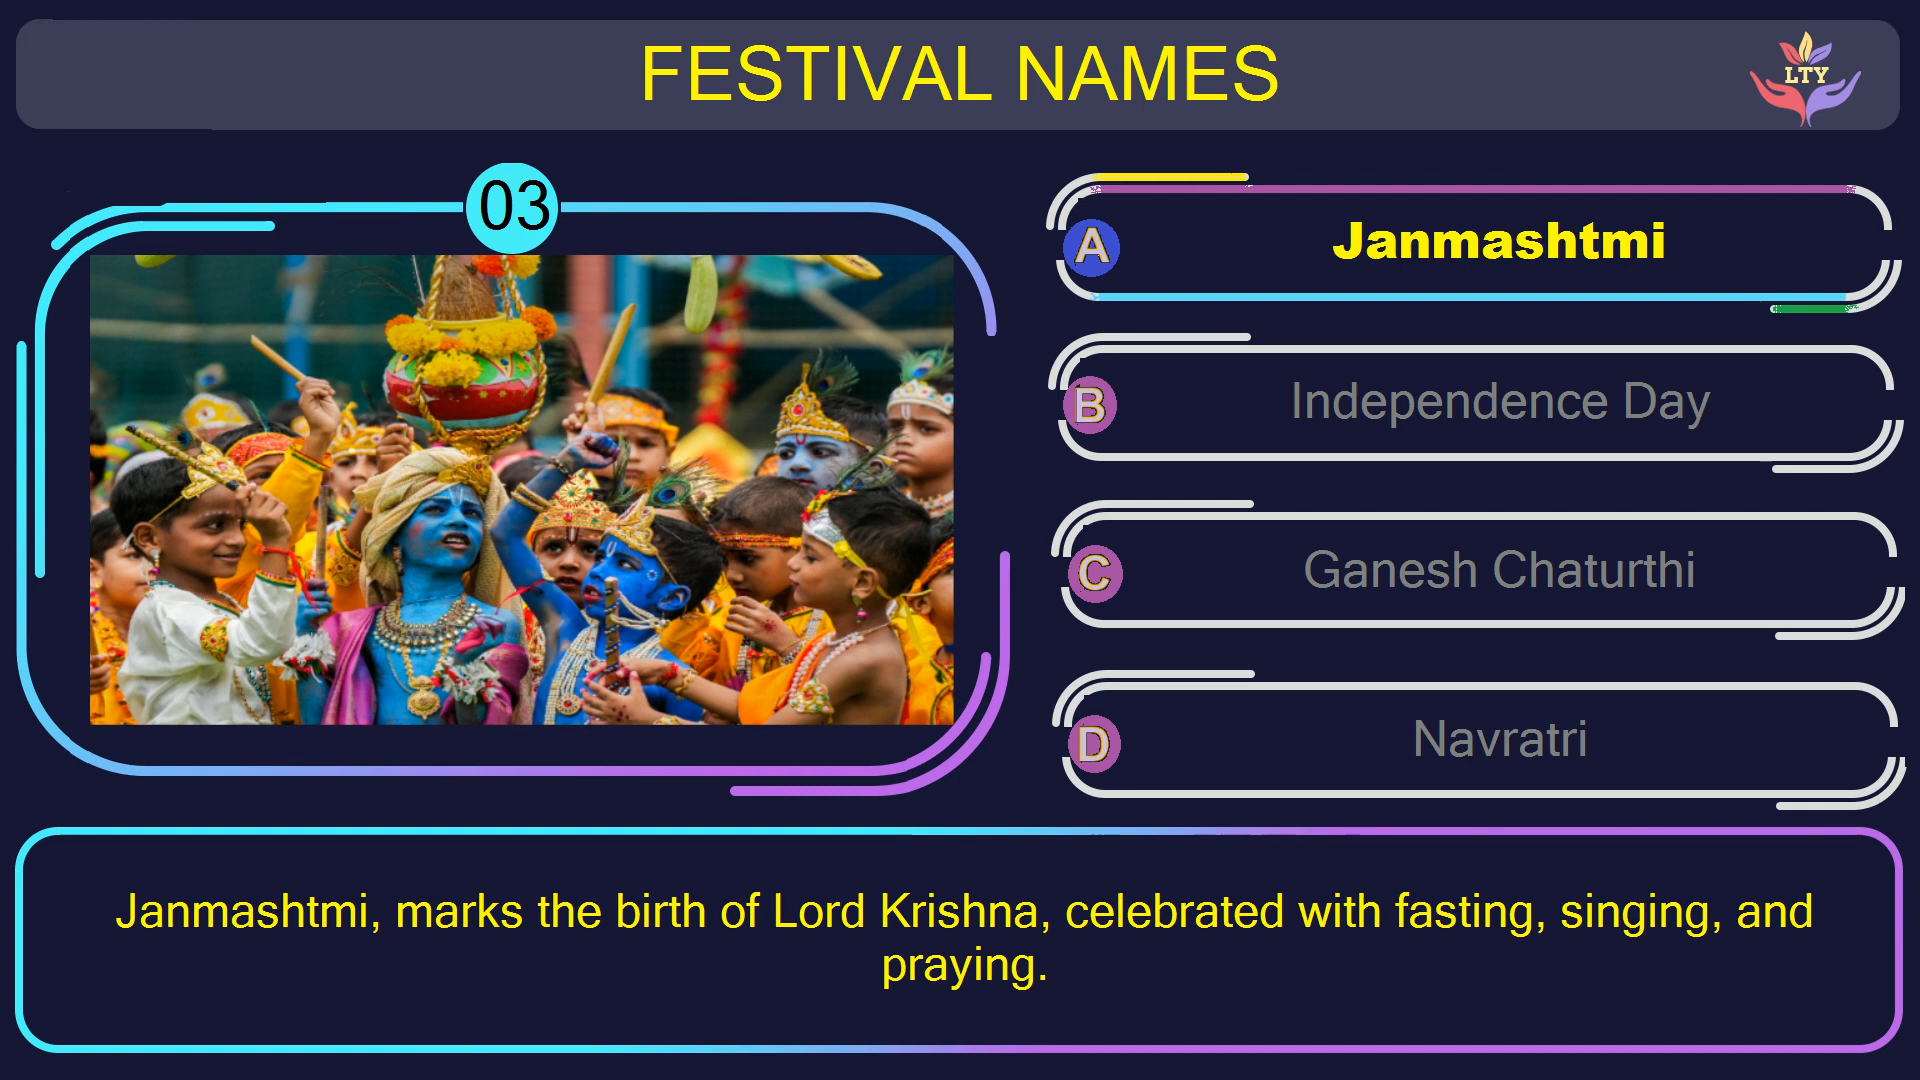 FESTIVAL NAMES
LTY
03
A
Janmashtmi
B
Independence Day
C
Ganesh Chaturthi
D
Navratri
Janmashtmi, marks the birth of Lord Krishna, celebrated with fasting, singing, and
praying.